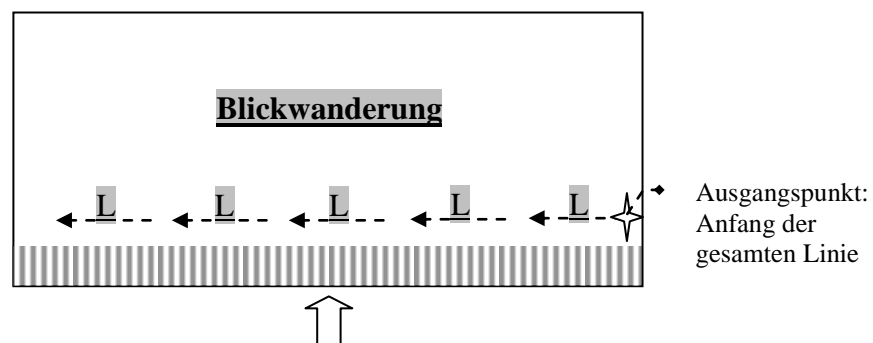 Blickwanderung
L L L L L
Ausgangspunkt:
Anfang der
gesamten Linie